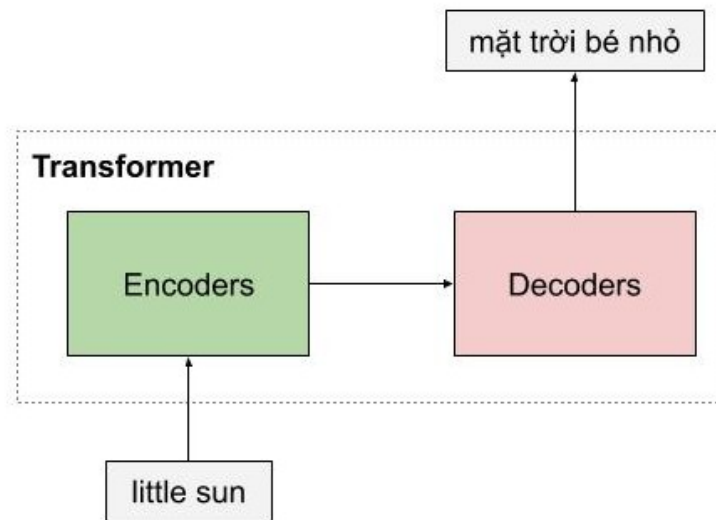 mặt trời bé nhỏ
Transformer
Encoders
Decoders
little sun